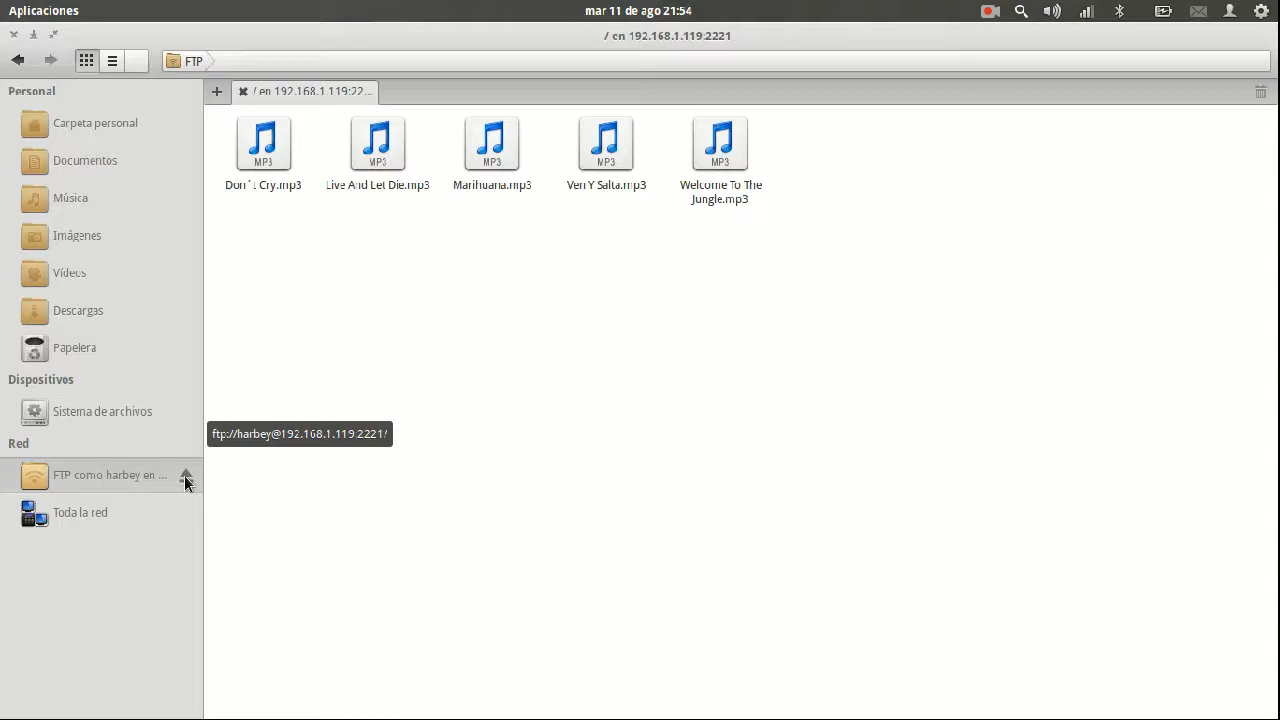 Aplicaciones
mar 11 de ago 21:54
/ en 192.168.1.119:2221
FTP
Personal
/ en 192.168.1.119:22...
Carpeta personal
Documentos
Música
Imágenes
Vídeos
Descargas
Papelera
Dispositivos
Sistema de archivos
Red
FTP como harbey en ...
Toda la red
MP3
MP3
MP3
MP3
MP3
Don´t Cry.mp3
Live And Let Die.mp3
Marihuana.mp3
Ven Y Salta.mp3
Welcome To The
Jungle.mp3
ftp://harbey@192.168.1.119:2221/